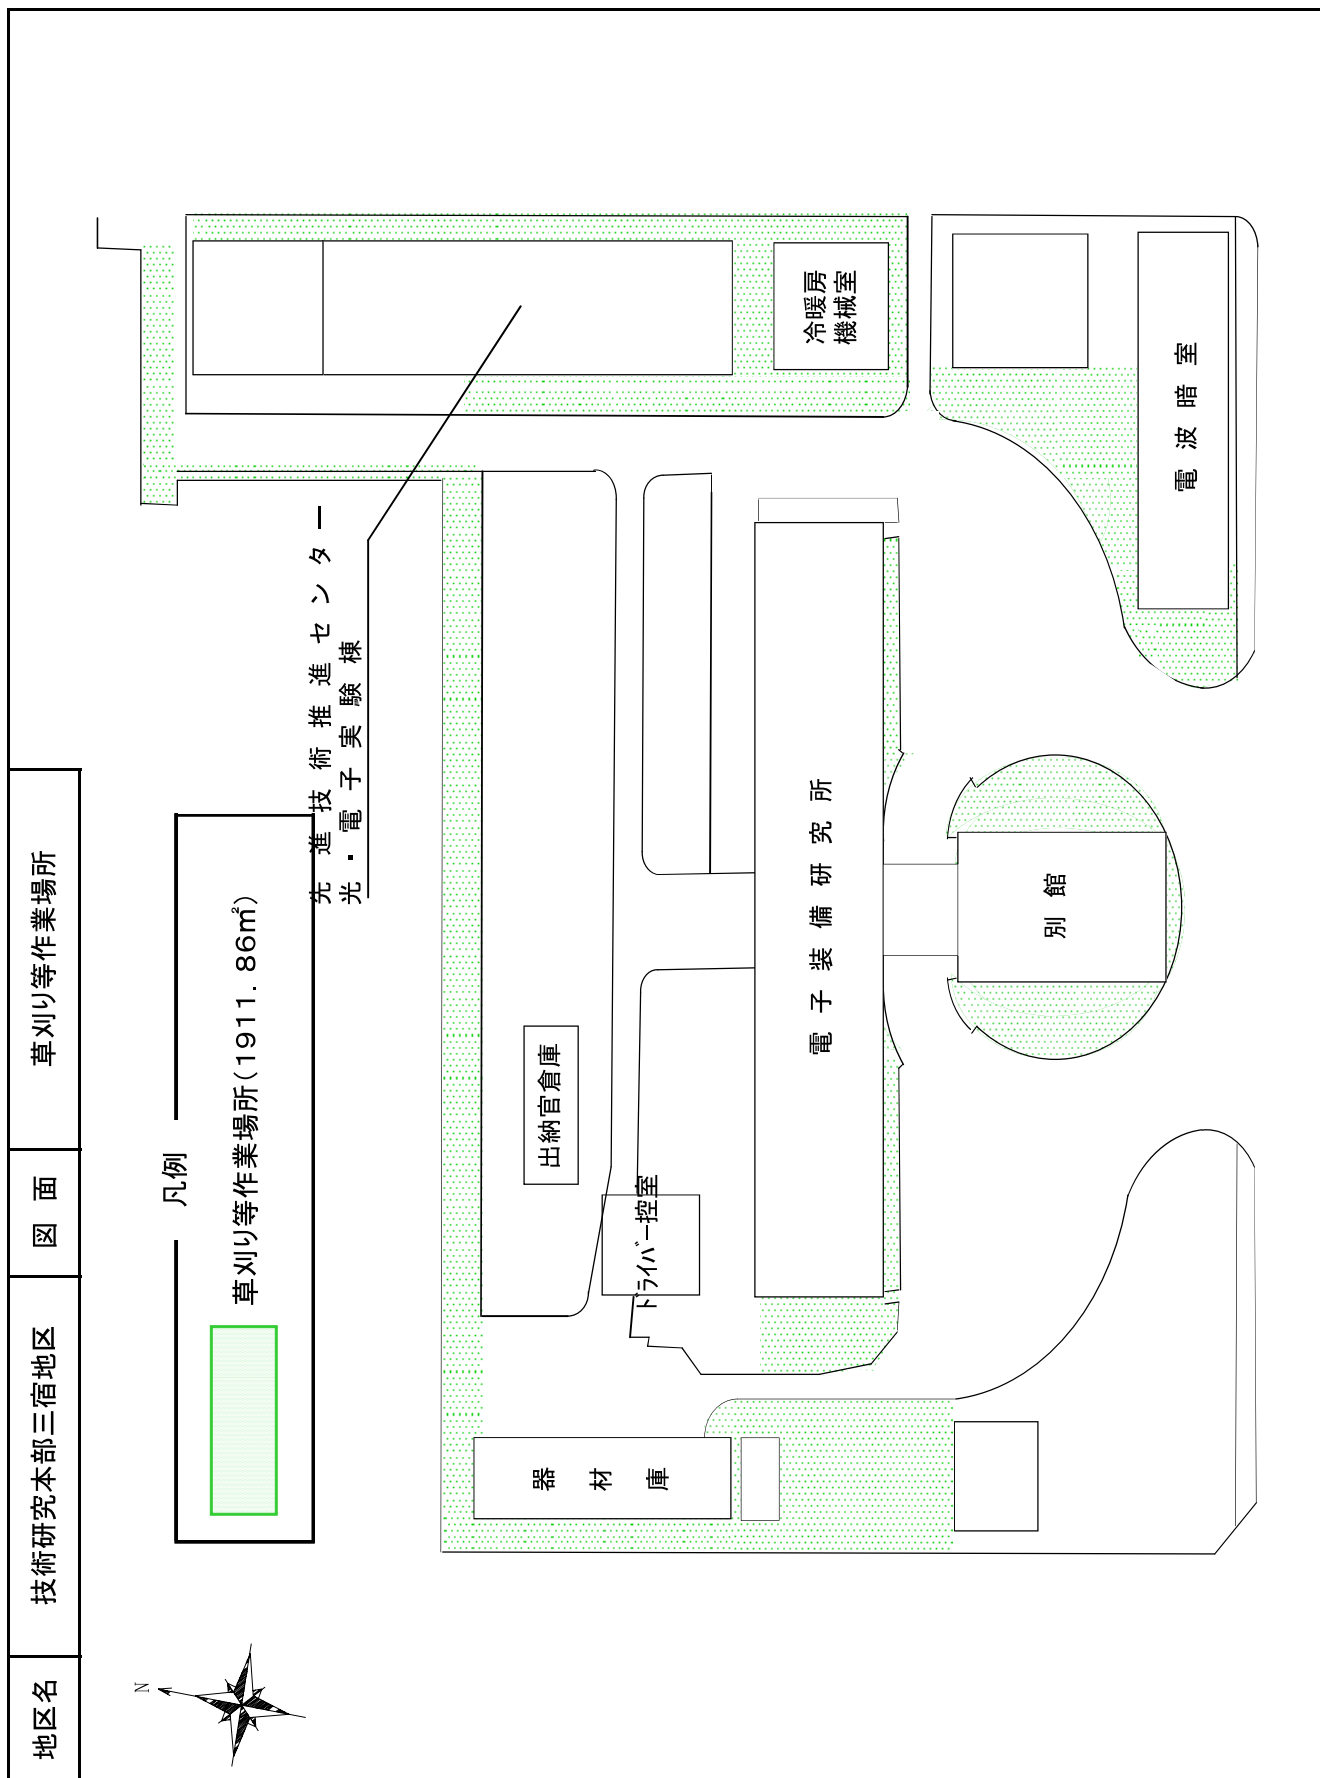 地区名
技術研究本部三宿地区
図 面
草刈り等作業場所
N
凡例
草刈り等作業場所(1911.86㎡)
先進技術推進センター
光・電子実験棟
冷暖房
機械室
電波暗室
出納官倉庫
ドライバー控室
電子装備研究所
別館
器材庫